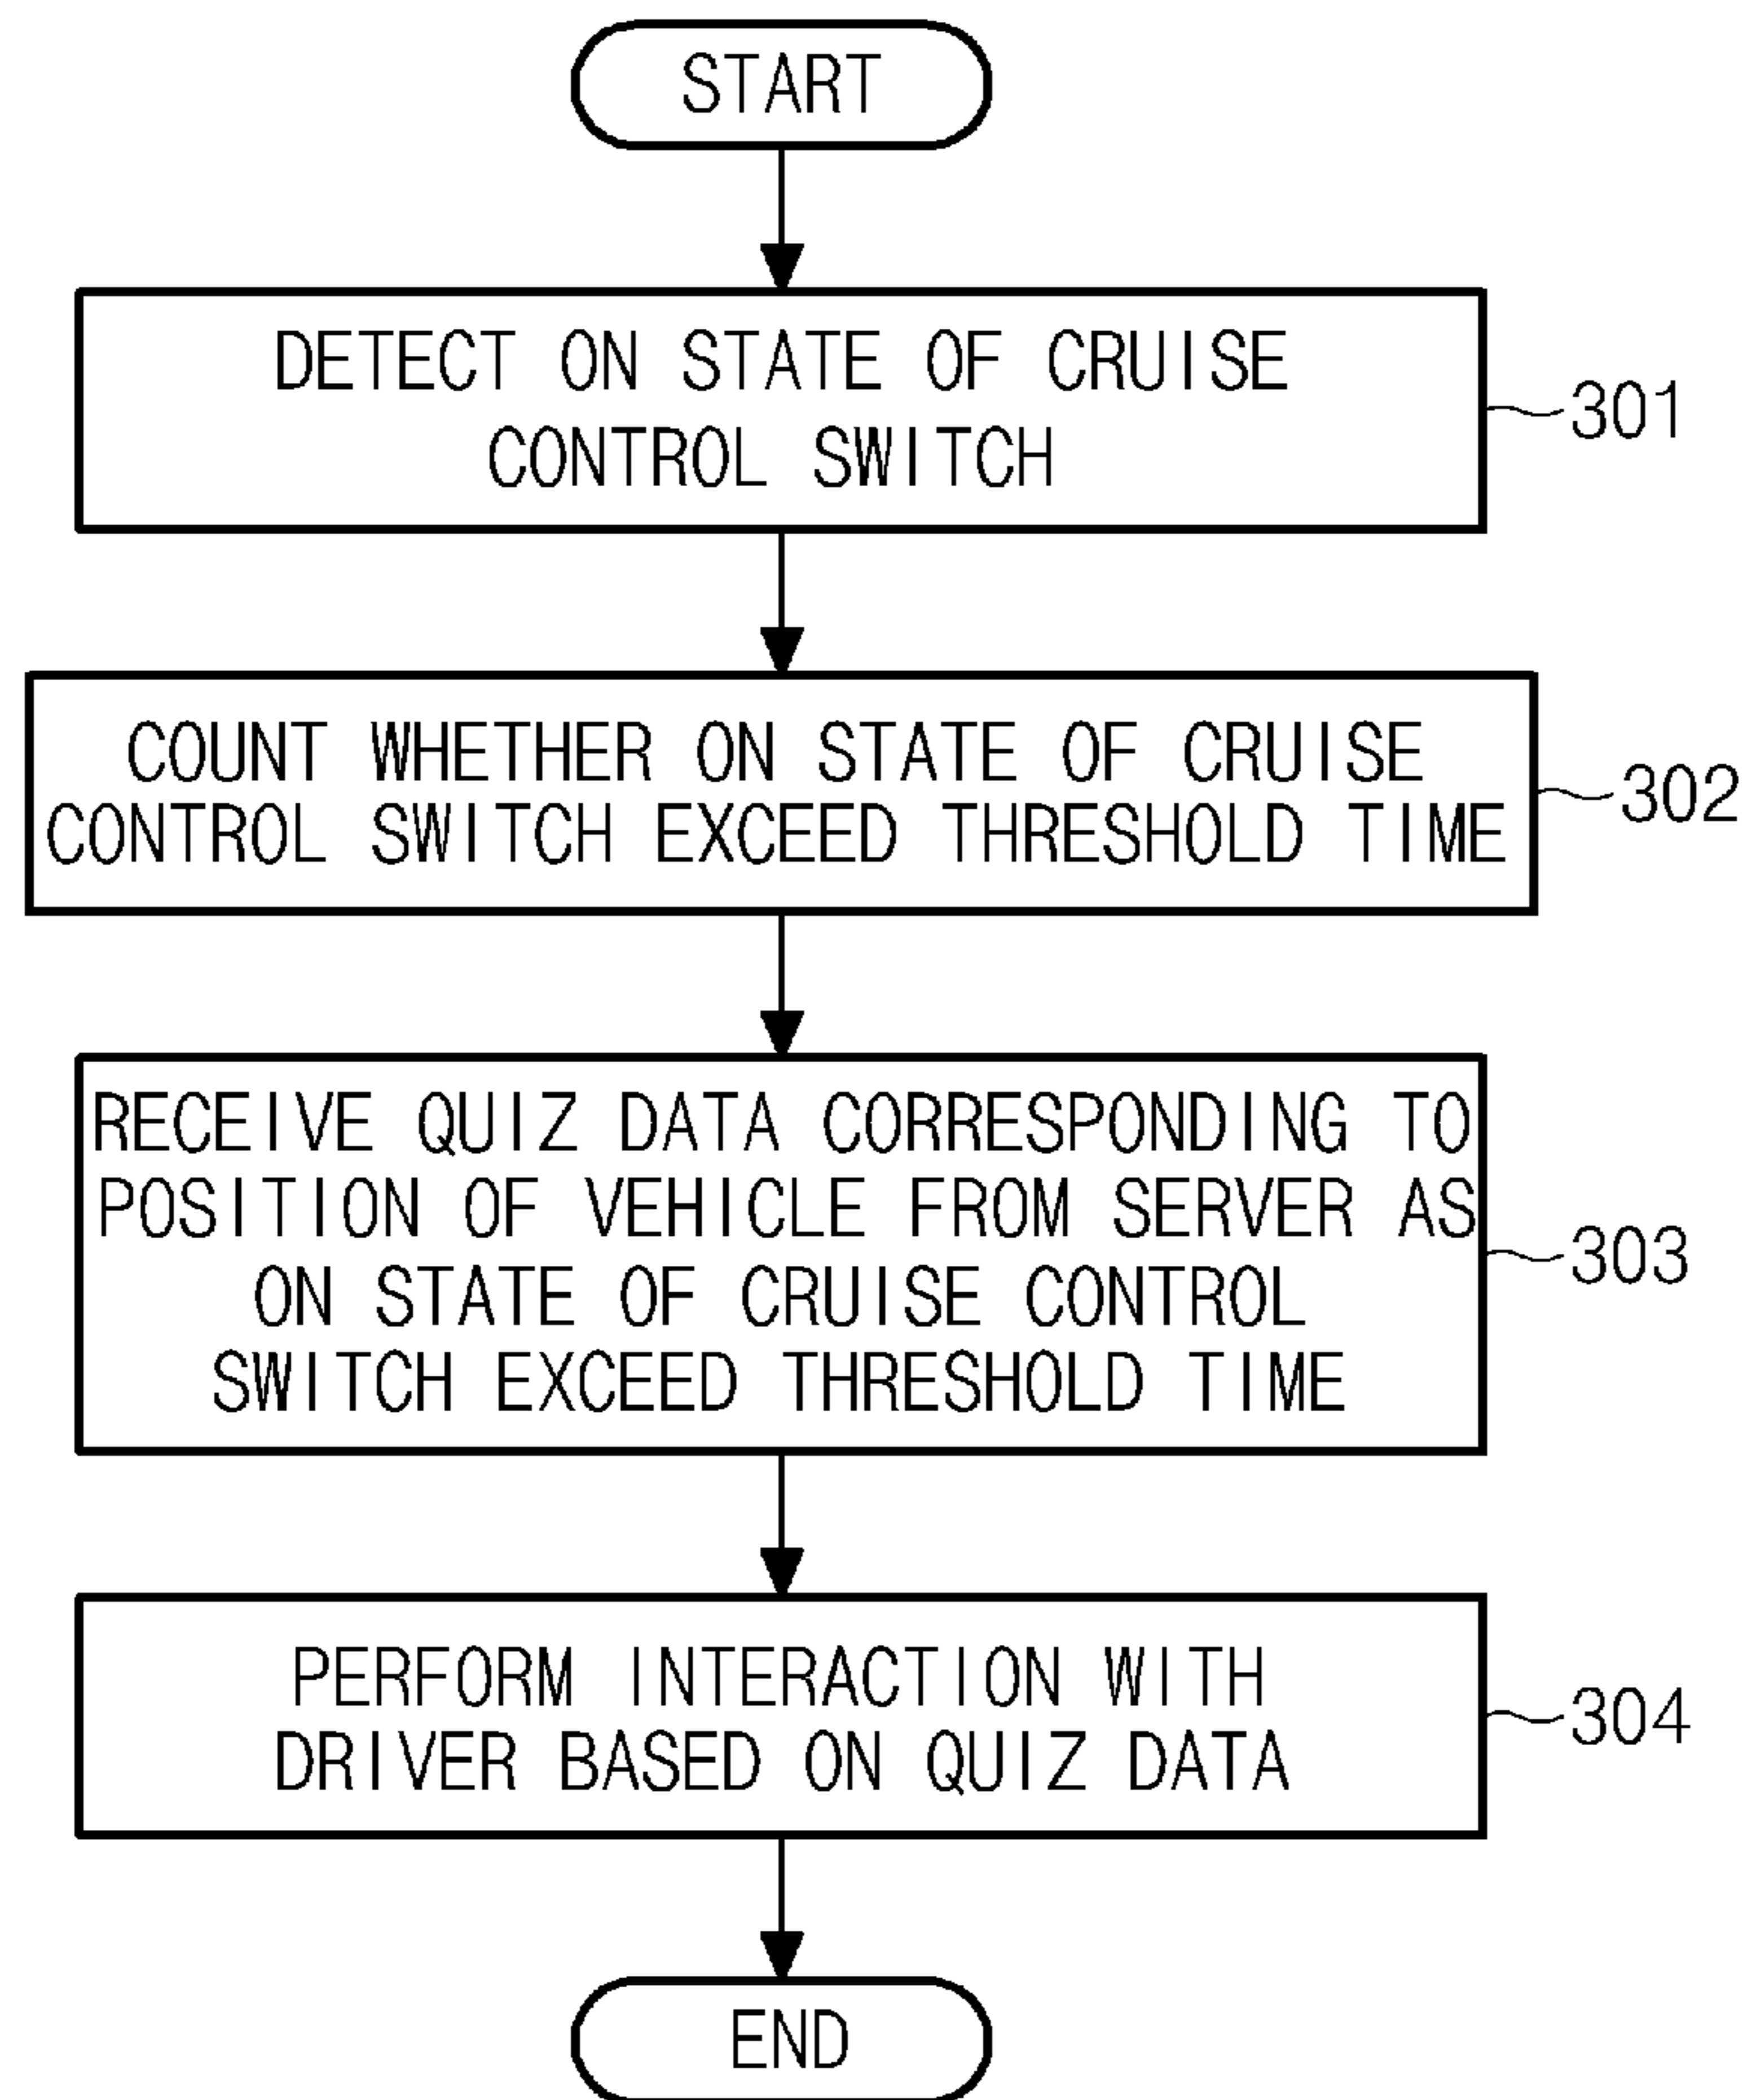 START
DETECT ON STATE OF CRUISE
CONTROL SWITCH
301
COUNT WHETHER ON STATE OF CRUISE
CONTROL SWITCH EXCEED THRESHOLD TIME
302
RECEIVE QUIZ DATA CORRESPONDING TO
POSITION OF VEHICLE FROM SERVER AS
ON STATE OF CRUISE CONTROL
SWITCH EXCEED THRESHOLD TIME
303
PERFORM INTERACTION WITH
DRIVER BASED ON QUIZ DATA
304
END